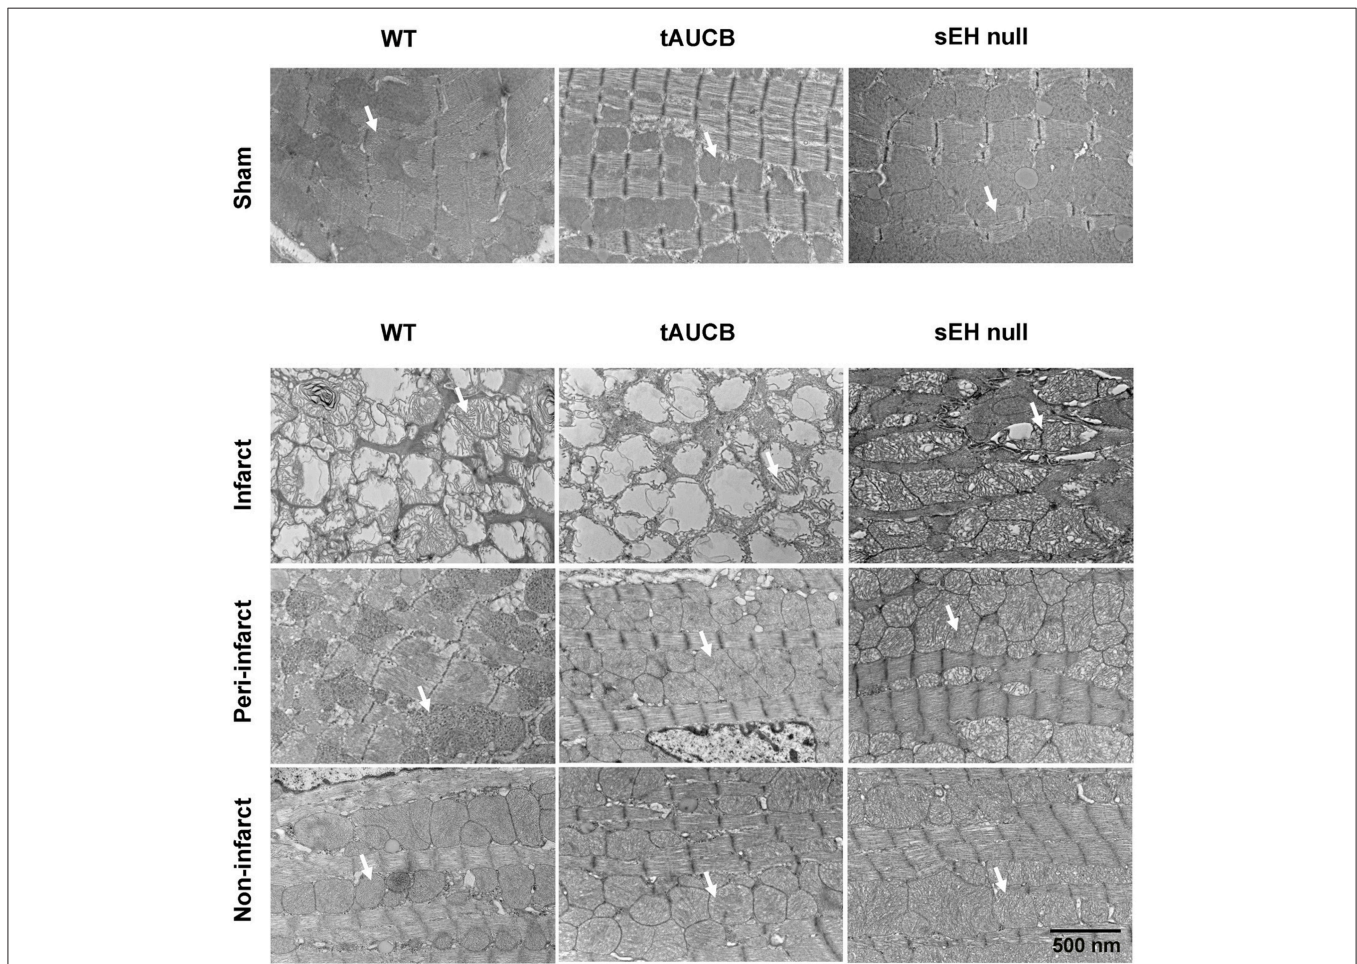 WT tAUCB sEH null
Sham
WT tAUCB sEH null
Infarct
Peri-infarct
Non-infarct
500 nm